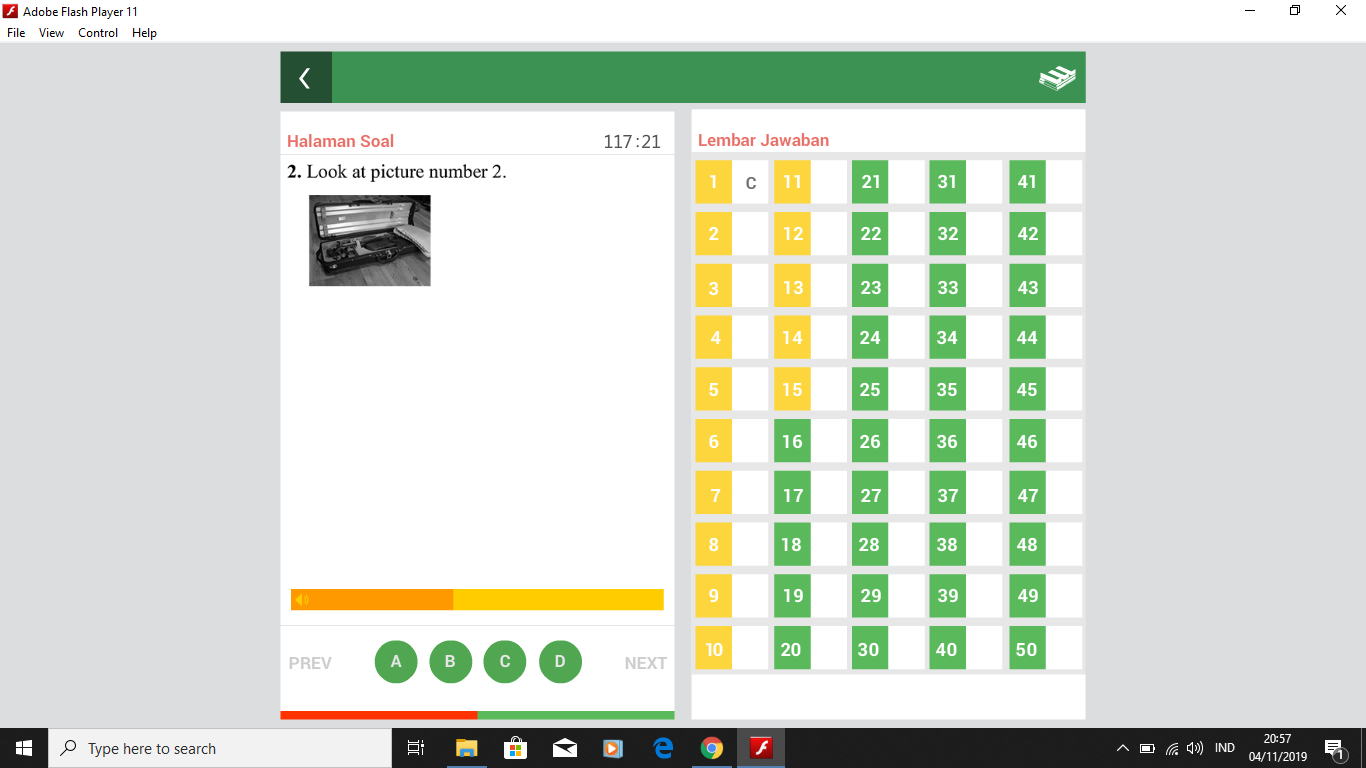 Adobe Flash Player 11
File View Control Help
Halaman Soal 117:21
2. Look at picture number 2.
PREV A B C D NEXT
Lembar Jawaban
1 C 11 21 31 41
2 12 22 32 42
3 13 23 33 43
4 14 24 34 44
5 15 25 35 45
6 16 26 36 46
7 17 27 37 47
8 18 28 38 48
9 19 29 39 49
10 20 30 40 50
Type here to search
IND
20:57
04/11/2019
1